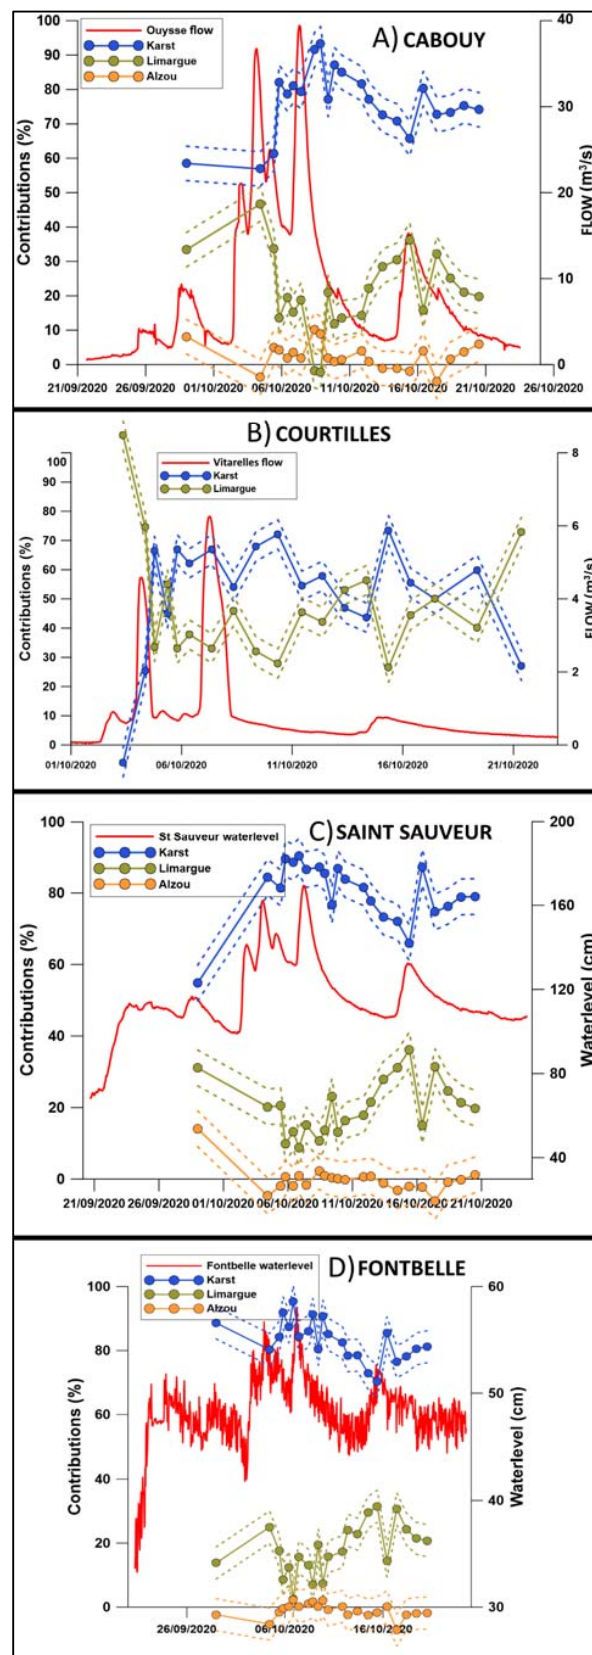 A) CABOUY
Ouysse flow
Karst
Limargue
Alzou
Contributions (%)
100
90
80
70
60
50
40
30
20
10
0
40
30
20
10
0
FLOW (m³/s)
21/09/2020 26/09/2020 01/10/2020 06/10/2020 11/10/2020 16/10/2020 21/10/2020 26/10/2020
B) COURTILLES
Vitarelles flow
Karst
Limargue
Contributions (%)
100
90
80
70
60
50
40
30
20
10
0
8
6
4
2
0
FLOW (m³/s)
01/10/2020 06/10/2020 11/10/2020 16/10/2020 21/10/2020
C) SAINT SAUVEUR
St Sauveur waterlevel
Karst
Limargue
Alzou
Contributions (%)
100
80
60
40
20
0
200
160
120
80
40
Waterlevel (cm)
21/09/2020 26/09/2020 01/10/2020 06/10/2020 11/10/2020 16/10/2020 21/10/2020
D) FONTBELLE
Fontbelle waterlevel
Karst
Limargue
Alzou
Contributions (%)
100
80
60
40
20
0
60
50
40
30
Waterlevel (cm)
26/09/2020 06/10/2020 16/10/2020